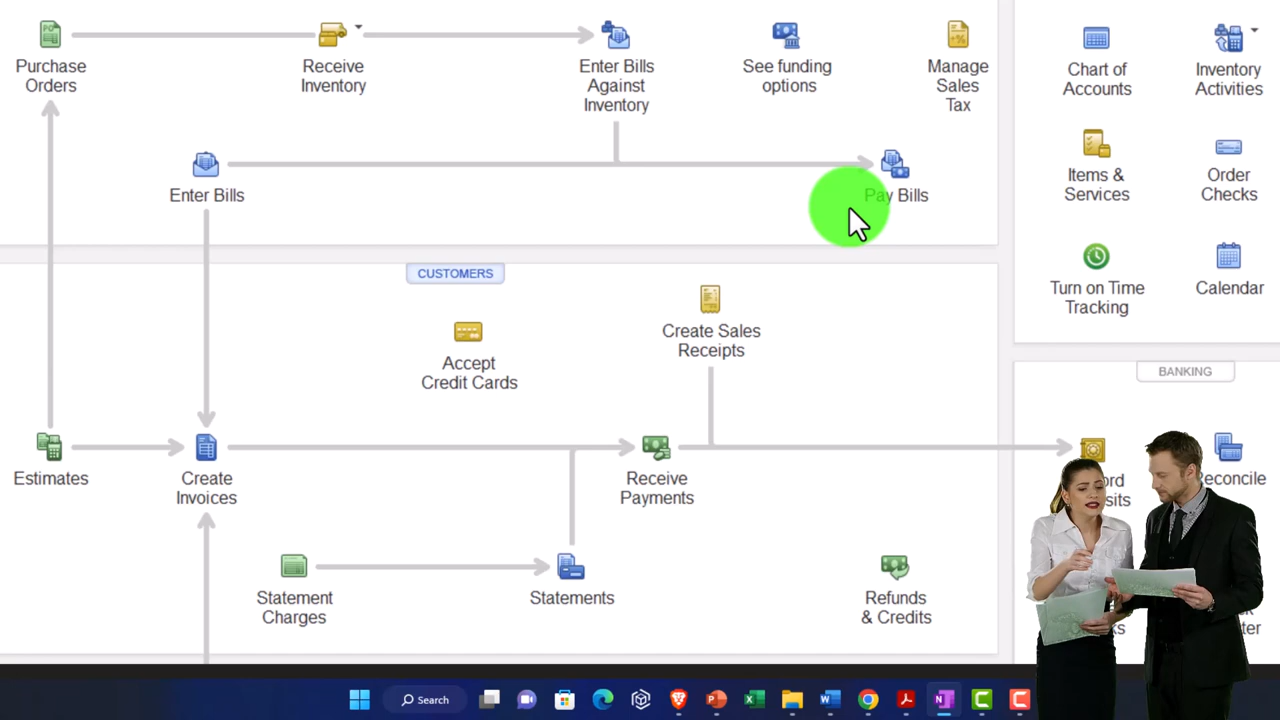 Purchase
Orders
Receive
Inventory
Enter Bills
Against
Inventory
See funding
options
Manage
Sales
Tax
Chart of
Accounts
Inventory
Activities
Enter Bills
Pay Bills
Items &
Services
Order
Checks
Turn on Time
Tracking
Calendar
CUSTOMERS
Accept
Credit Cards
Create Sales
Receipts
BANKING
Estimates
Create
Invoices
Receive
Payments
Statement
Charges
Statements
Refunds
& Credits
Search